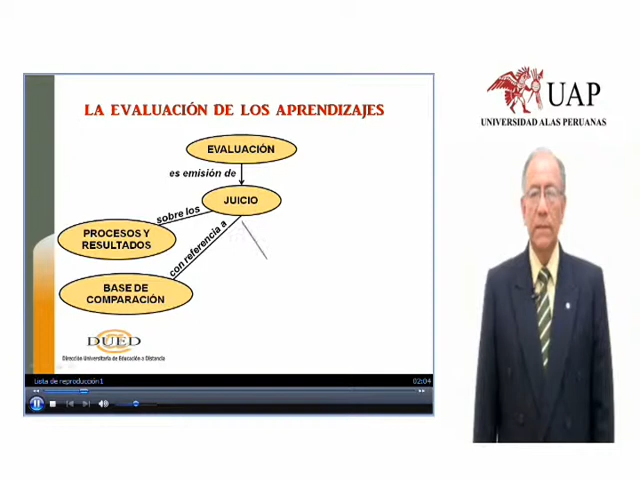 LA EVALUACIÓN DE LOS APRENDIZAJES
EVALUACIÓN
es emisión de
JUICIO
sobre los
PROCESOS Y
RESULTADOS
con referencia a
BASE DE
COMPARACIÓN
DUED
Dirección Universitaria de Educación a Distancia
Lista de reproducción1
02:04
UAP
UNIVERSIDAD ALAS PERUANAS